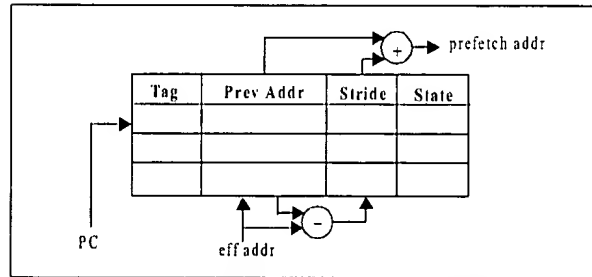 +
prefetch addr
Tag Prev Addr Stride State
-
PC
eff addr